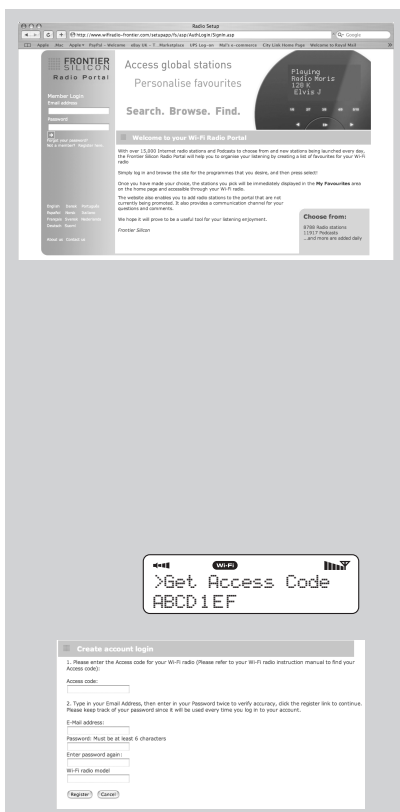 Radio Setup
http://www.wifiradio-frontier.com/setupapp/fs/asp/AuthLogin/SignIn.asp
Google
Apple .Mac Apple PayPal - Welcome eBay UK - T Marketplace UPS Log-on Mal's e-commerce City Link Home Page Welcome to Royal Mail
FRONTIER
SILICON
Radio Portal
Access global stations
Personalise favourites
Search. Browse. Find.
Playing
Radio Moris
128 K
Elvis J
Member Login
Email address
Password
Forgot your password?
Not a member? Register here.
Welcome to your Wi-Fi Radio Portal
With over 15,000 Internet radio stations and Podcasts to choose from and new stations being launched every day,
the Frontier Silicon Radio Portal will help you to organise your listening by creating a list of favourites for your Wi-Fi
radio
Simply log in and browse the site for the programmes that you desire, and then press select!
Once you have made your choice, the stations you pick will be immediately displayed in the My Favourites area
on the home page and accessible through your Wi-Fi radio.
The website also enables you to add radio stations to the portal that are not
currently being promoted. It also provides a communication channel for your
questions and comments.
We hope it will prove to be a useful tool for your listening enjoyment.
Frontier Silicon
English Dansk Português
Español Norsk
Français Svenska Nederlands
Deutsch Suomi
About us Contact us
Choose from:
8789 Radio stations
11917 Podcasts
...and more are added daily
Wi-Fi
>Get Access Code
ABCD1EF
Create account login
1. Please enter the Access code for your Wi-Fi radio (Please refer to your Wi-Fi radio instruction manual to find your
Access code):
Access code:
2. Type in your Email Address, then enter in your Password twice to verify accuracy, click the register link to continue.
Please keep track of your password since it will be used every time you log in to your account.
E-Mail address:
Password: Must be at least 6 characters
Enter password again:
Wi-Fi radio model
Register Cancel